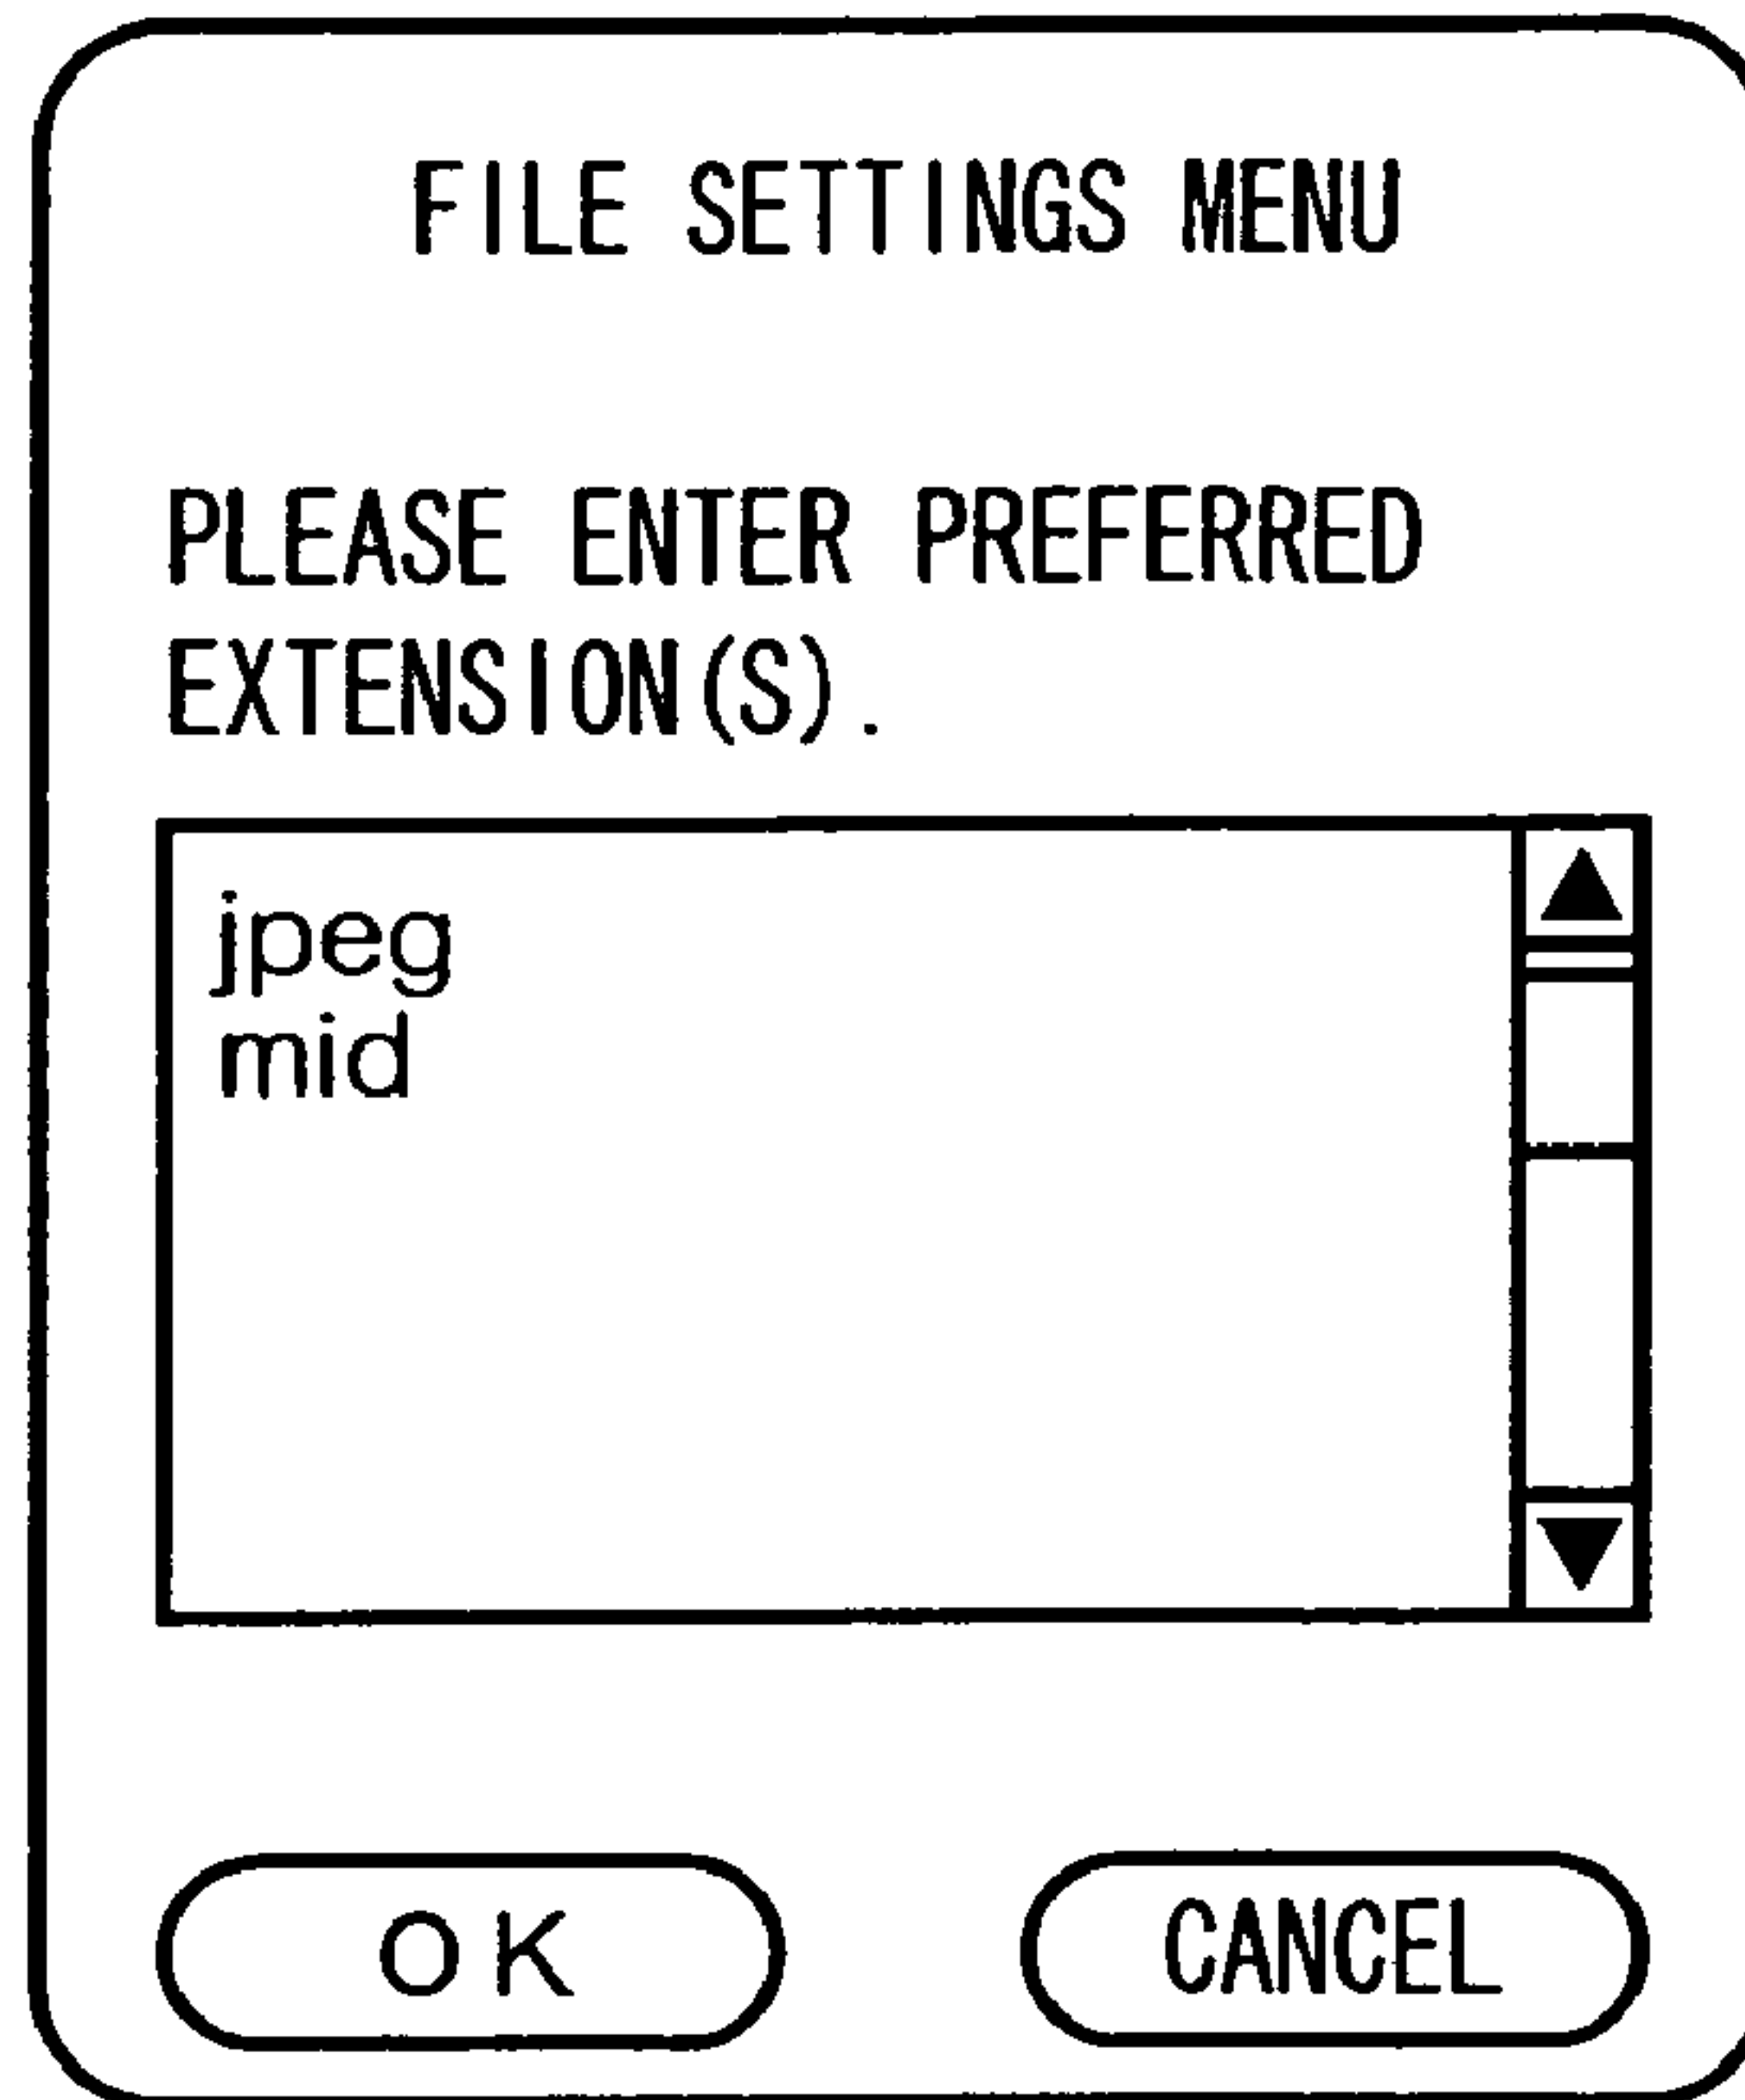 FILE SETTINGS MENU
PLEASE ENTER PREFERRED
EXTENSION(S).
jpeg
mid
OK
CANCEL